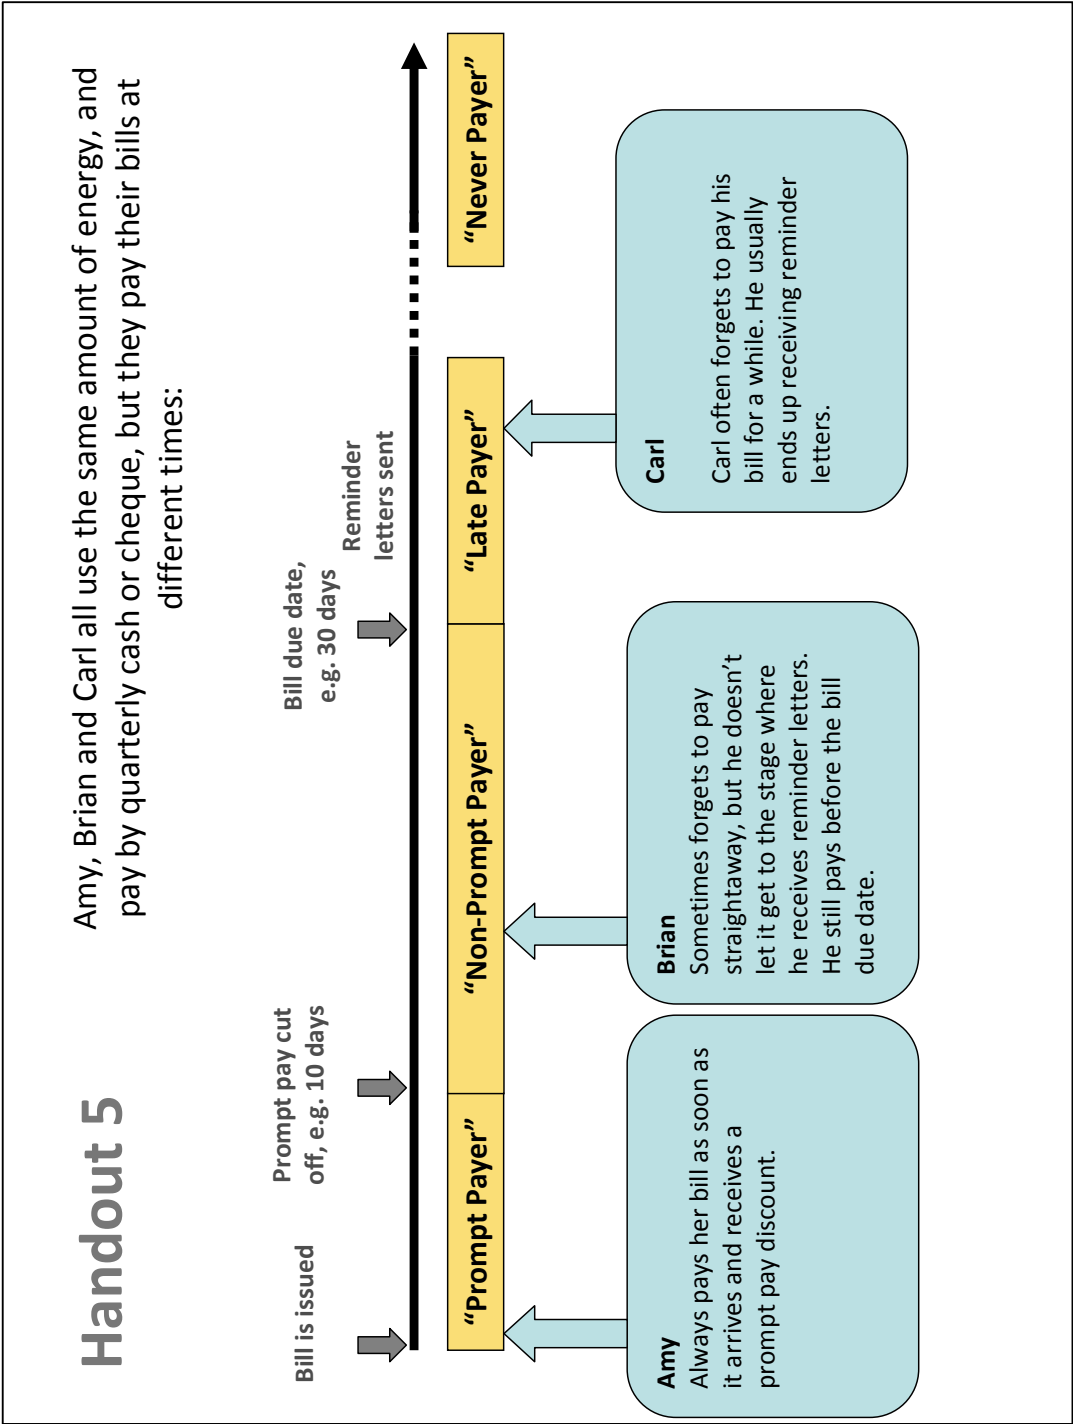 Handout 5
Amy, Brian and Carl all use the same amount of energy, and
pay by quarterly cash or cheque, but they pay their bills at
different times:
Bill is issued
Prompt pay cut
off, e.g. 10 days
Bill due date,
e.g. 30 days
Reminder
letters sent
“Prompt Payer”
“Non-Prompt Payer”
“Late Payer”
“Never Payer”
Amy
Always pays her bill as soon as
it arrives and receives a
prompt pay discount.
Brian
Sometimes forgets to pay
straightaway, but he doesn’t
let it get to the stage where
he receives reminder letters.
He still pays before the bill
due date.
Carl
Carl often forgets to pay his
bill for a while. He usually
ends up receiving reminder
letters.